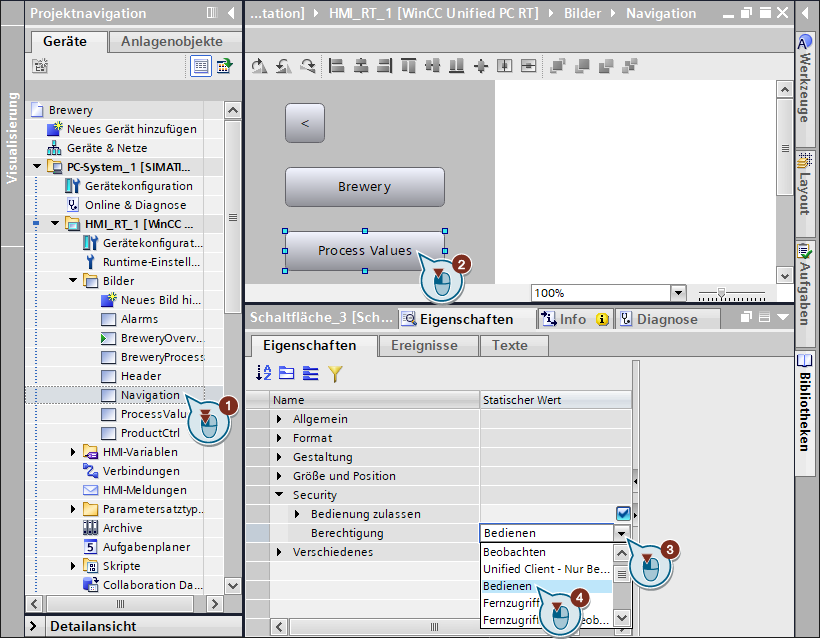 Projektnavigation
Geräte
Anlagenobjekte
Visualisierung
Brewery
Neues Gerät hinzufügen
Geräte & Netze
PC-System_1 [SIMATI...
Gerätekonfiguration
Online & Diagnose
HMI_RT_1 [WinCC ...
Gerätekonfigurat...
Runtime-Einstell...
Bilder
Neues Bild hi...
Alarms
BreweryOverv...
BreweryProcess
Header
Navigation
1
ProcessValu
ProductCtrl
HMI-Variablen
Verbindungen
HMI-Meldungen
Parametersatztyp...
Archive
Aufgabenplaner
Skripte
Collaboration Da...
Detailansicht
...tation] HMI_RT_1 [WinCC Unified PC RT] Bilder Navigation
<
Brewery
Process Values
2
100%
Schaltfläche_3 [Sch...
Eigenschaften
Info
Diagnose
Eigenschaften
Ereignisse
Texte
Name
Statischer Wert
Allgemein
Format
Gestaltung
Größe und Position
Security
Bedienung zulassen
Berechtigung
Bedienen
3
Verschiedenes
Beobachten
Unified Client - Nur Be...
Bedienen
4
Fernzugriff
Werkzeuge
Layout
Aufgaben
Bibliotheken